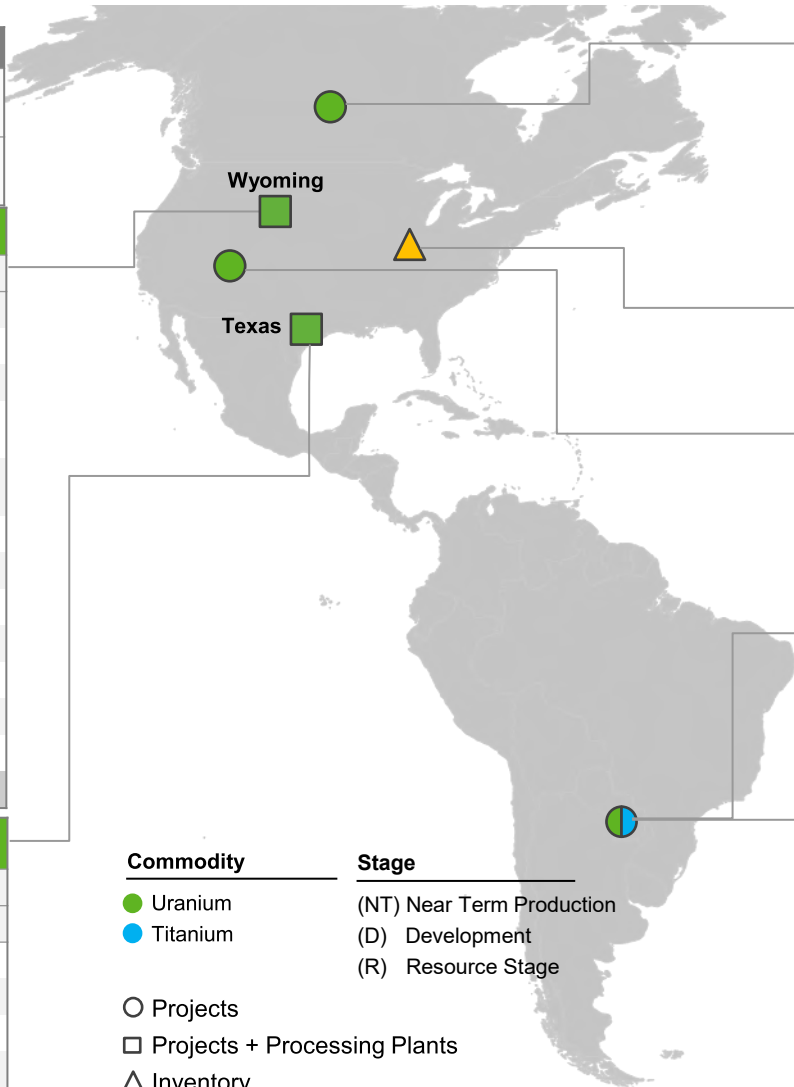 Wyoming
Texas
Commodity
Uranium
Titanium
Stage
(NT) Near Term Production
(D) Development
(R) Resource Stage
Projects
Projects + Processing Plants
Inventory